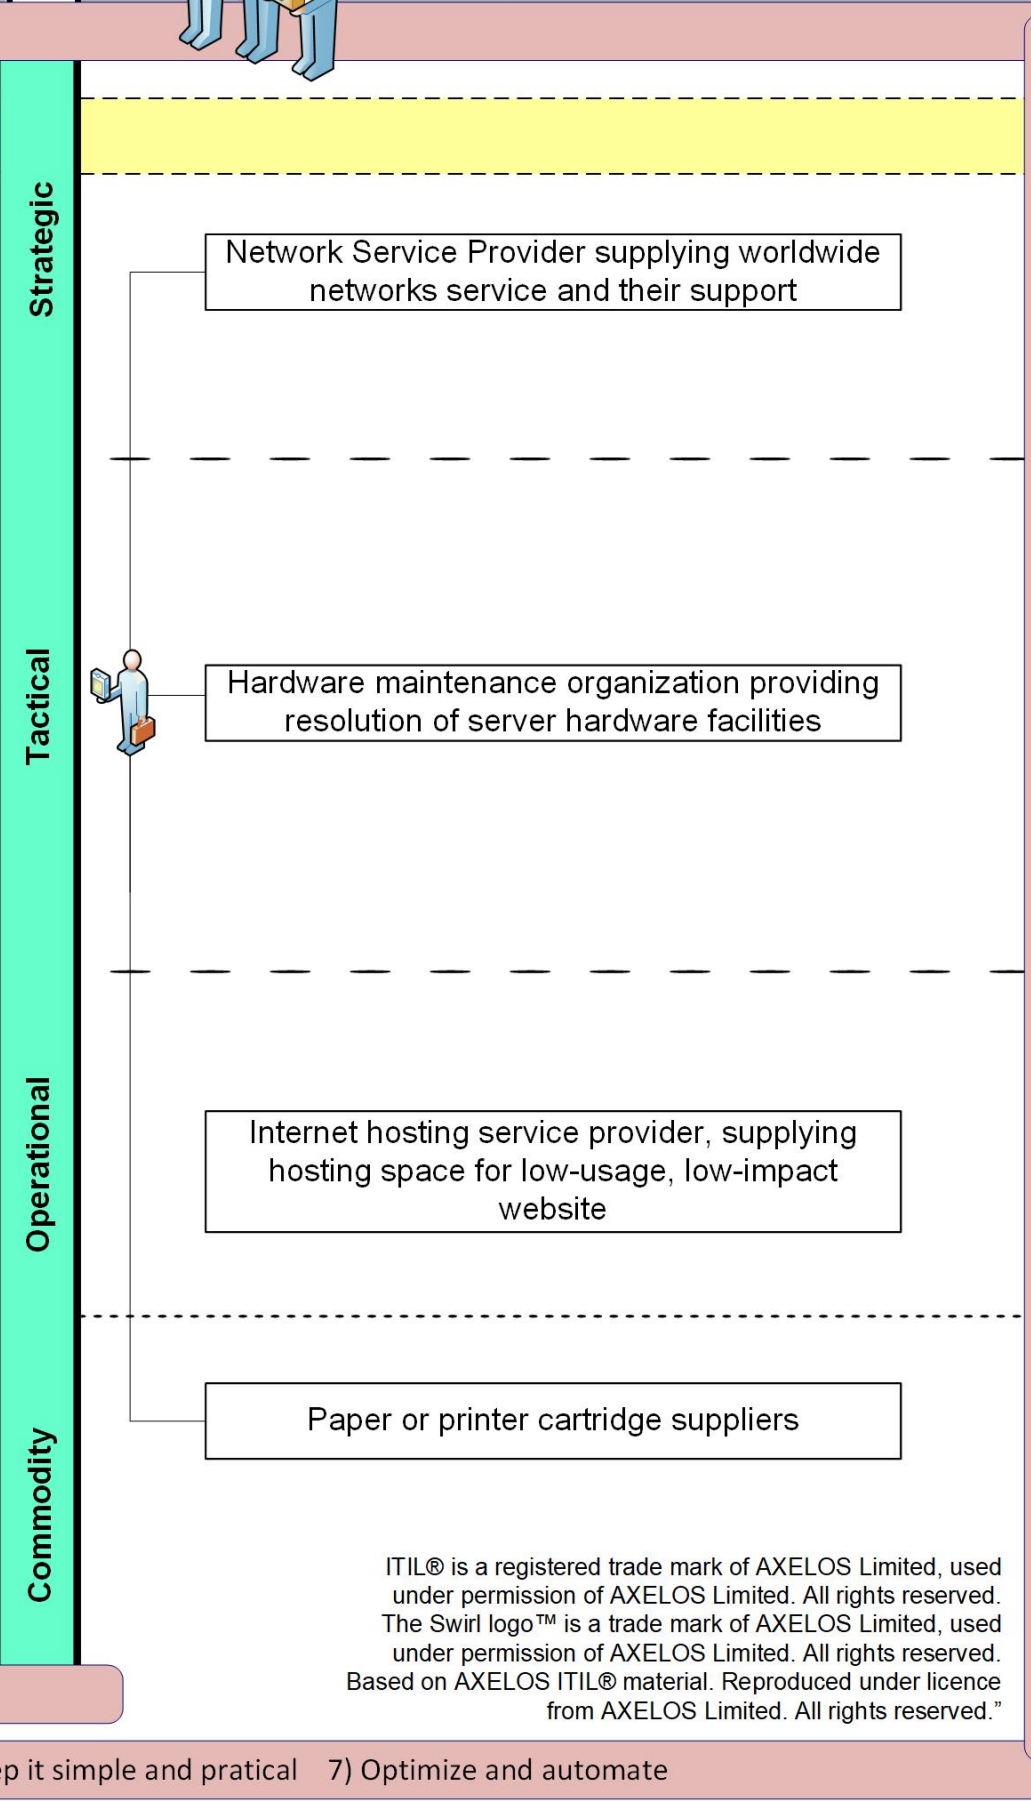 Strategic
Network Service Provider supplying worldwide
networks service and their support
Tactical
Hardware maintenance organization providing
resolution of server hardware facilities
Operational
Internet hosting service provider, supplying
hosting space for low-usage, low-impact
website
Commodity
Paper or printer cartridge suppliers
ITIL® is a registered trade mark of AXELOS Limited, used
under permission of AXELOS Limited. All rights reserved.
The Swirl logo™ is a trade mark of AXELOS Limited, used
under permission of AXELOS Limited. All rights reserved.
Based on AXELOS ITIL® material. Reproduced under licence
from AXELOS Limited. All rights reserved.”
ep it simple and pratical 7) Optimize and automate